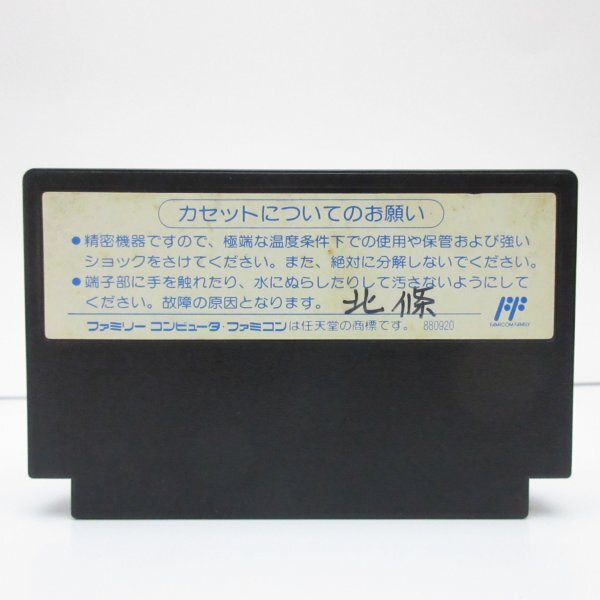 カセットについてのお願い
●精密機器ですので、極端な温度条件下での使用や保管および強い
ショックをさけてください。また、絶対に分解しないでください。
●端子部に手を触れたり、水にぬらしたりして汚さないようにして
ください。故障の原因となります。
北條
ファミリーコンピュータ・ファミコンは任天堂の商標です。 880920
FAMICOM FAMILY